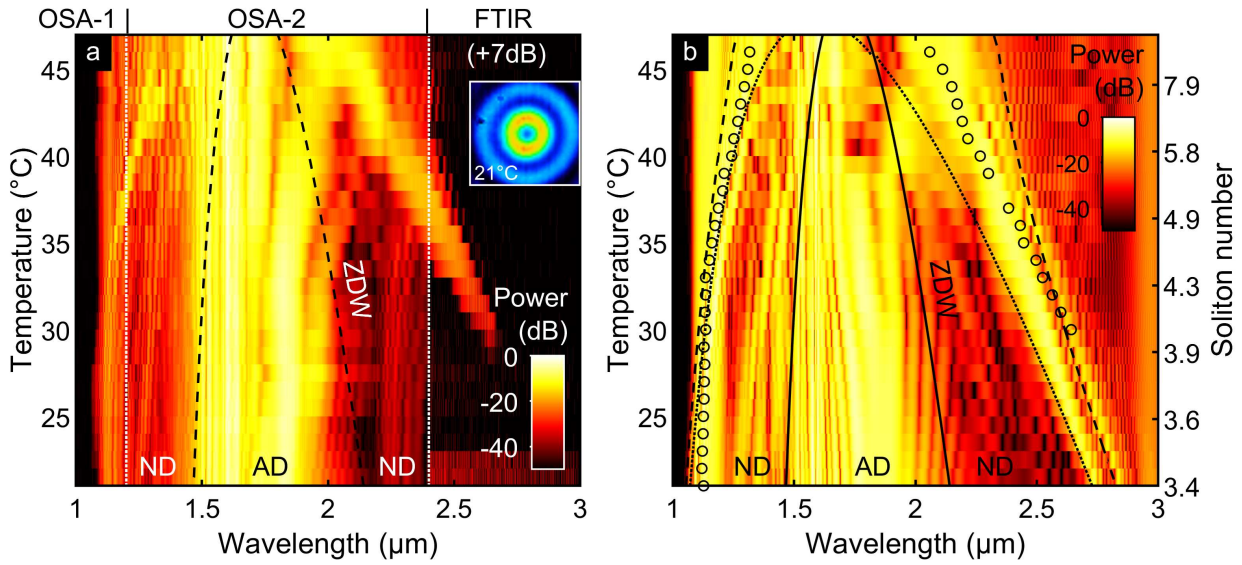 OSA-1 OSA-2 FTIR
a
(+7dB)
21°C
ZDW
Power
(dB)
0
-20
-40
ND AD ND
45
40
35
30
25
Temperature (°C)
1 1.5 2 2.5 3
Wavelength (µm)
b
Power
(dB)
0
-20
-40
ZDW
ND AD ND
45
40
35
30
25
Temperature (°C)
7.9
5.8
4.9
4.3
3.9
3.6
3.4
Soliton number
1 1.5 2 2.5 3
Wavelength (µm)